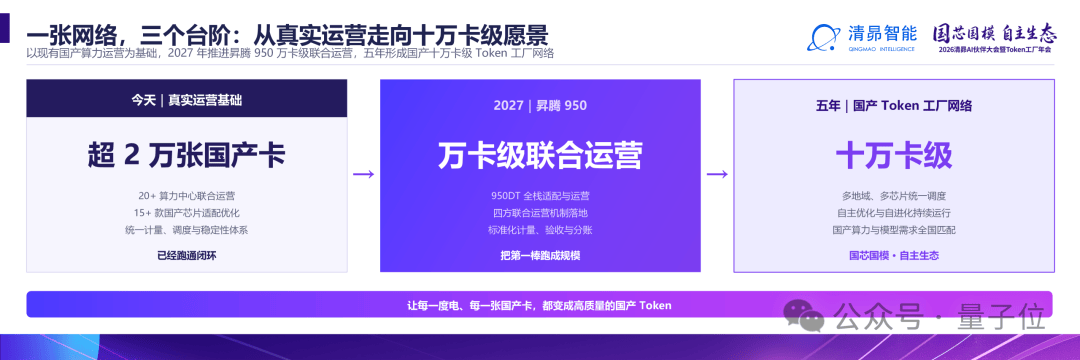 一张网络，三个台阶：从真实运营走向十万卡级愿景
以现有国产算力运营为基础，2027 年推进昇腾 950 万卡级联合运营，五年形成国产十万卡级 Token 工厂网络
清昴智能
QINGMAO INTELLIGENCE
国芯国模 自主生态
2026清昴AI伙伴大会暨Token工厂年会
今天｜真实运营基础
超 2 万张国产卡
20+ 算力中心联合运营
15+ 款国产芯片适配优化
统一计量、调度与稳定性体系
已经跑通闭环
→
2027｜昇腾 950
万卡级联合运营
950DT 全栈适配与运营
四方联合运营机制落地
标准化计量、验收与分账
把第一棒跑成规模
→
五年｜国产 Token 工厂网络
十万卡级
多地域、多芯片统一调度
自主优化与自进化持续运行
国产算力与模型需求全国匹配
国芯国模・自主生态
让每一度电、每一张国产卡，都变成高质量的国产 Token
公众号 · 量子位